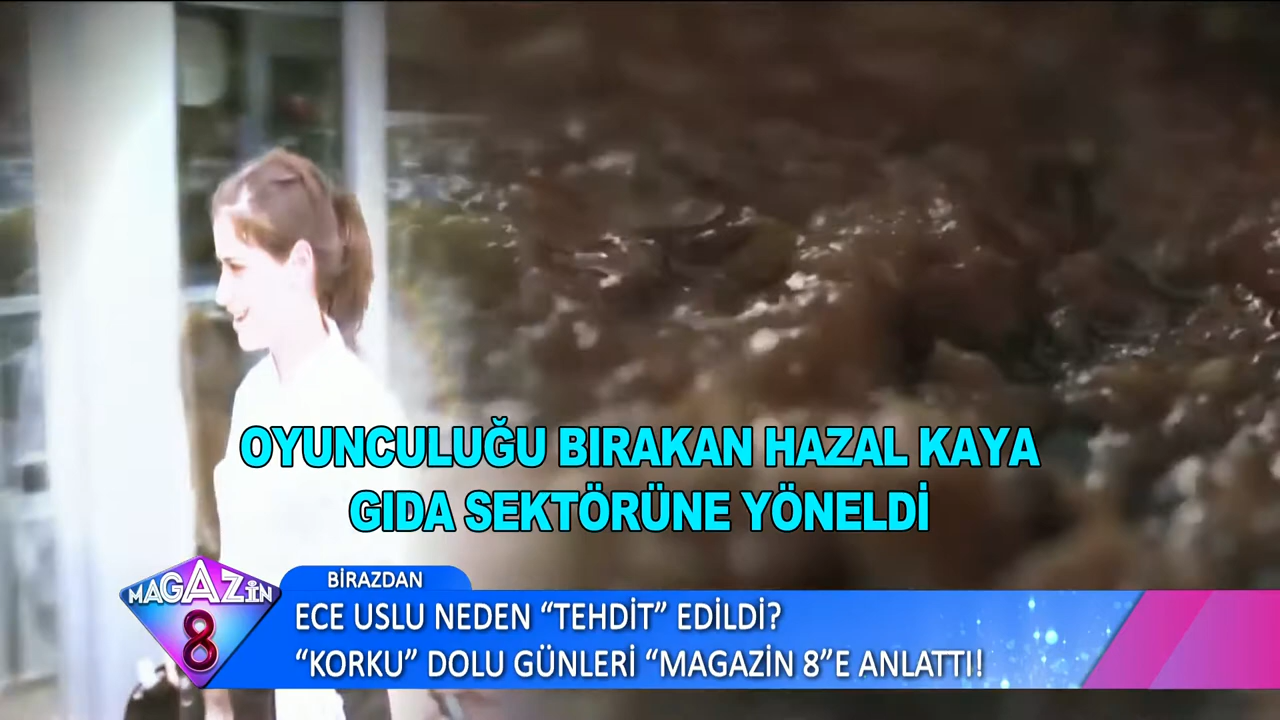 OYUNCULUĞU BIRAKAN HAZAL KAYA
GIDA SEKTÖRÜNE YÖNELDİ
BİRAZDAN
MAGAZİN
8
ECE USLU NEDEN “TEHDİT” EDİLDİ?
“KORKU” DOLU GÜNLERİ “MAGAZİN 8”E ANLATTI!